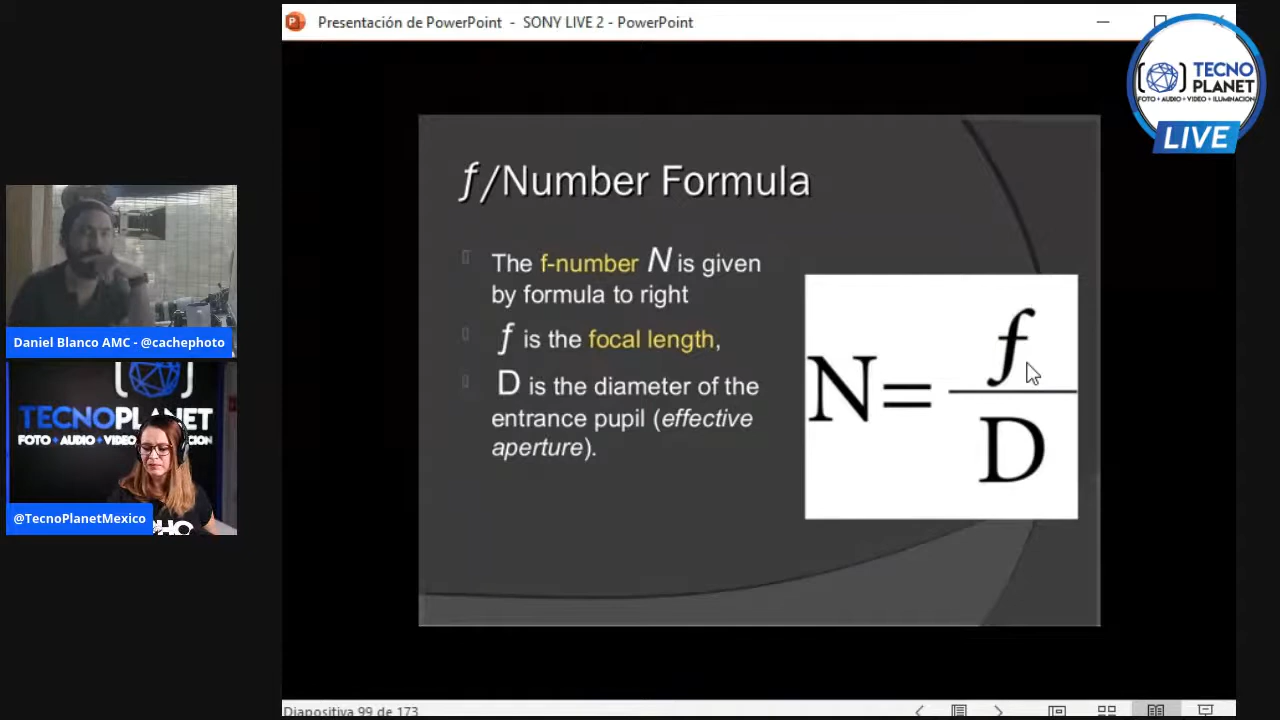 Presentación de PowerPoint - SONY LIVE 2 - PowerPoint
TECNO
PLANET
FOTO + AUDIO + VIDEO + ILUMINACION
LIVE
f/Number Formula
The f-number N is given
by formula to right
f is the focal length,
D is the diameter of the
entrance pupil (effective
aperture).
N= f
D
Daniel Blanco AMC - @cachephoto
TECNOPLANET
FOTO + AUDIO + VIDEO
@TecnoPlanetMexico
Diapositiva 99 de 173